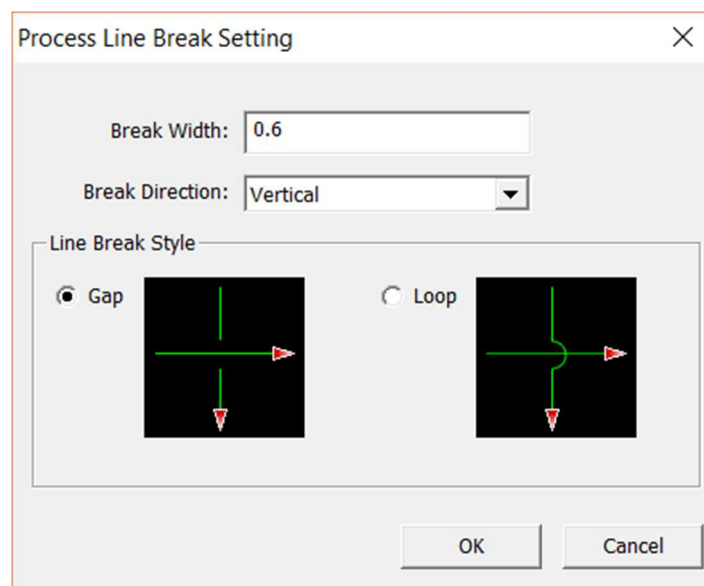 Process Line Break Setting
Break Width: 0.6
Break Direction: Vertical
Line Break Style
Gap Loop
OK Cancel